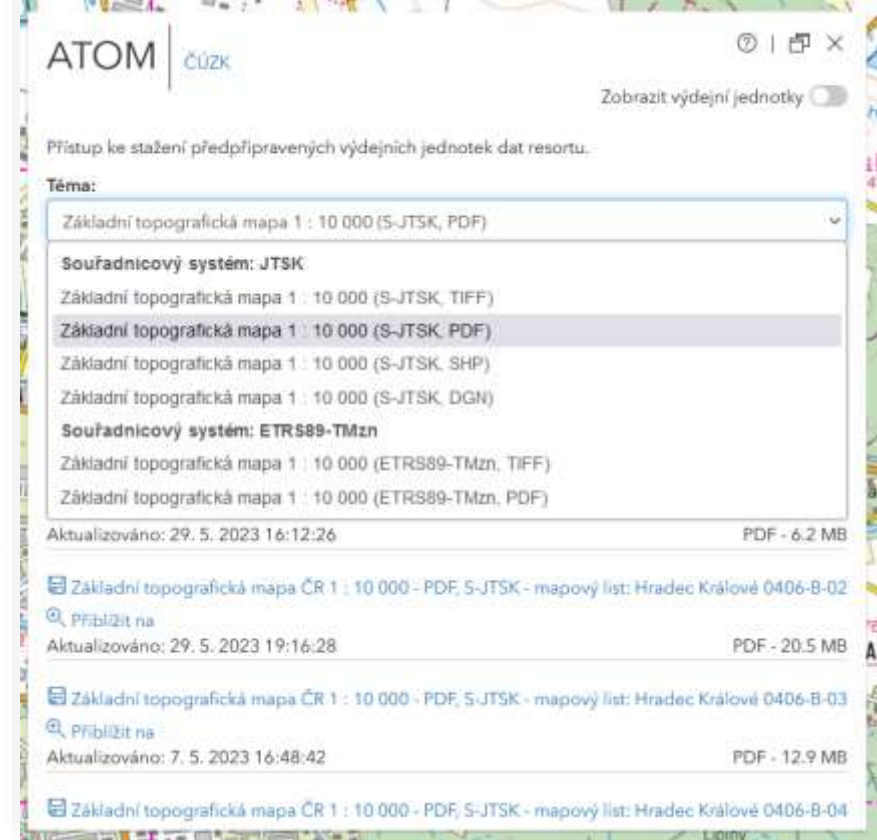 ATOM
ČÚZK
Zobrazit výdejní jednotky
Přístup ke stažení předpřipravených výdejních jednotek dat resortu.
Téma:
Základní topografická mapa 1 : 10 000 (S-JTSK, PDF)
Souřadnicový systém: JTSK
Základní topografická mapa 1 : 10 000 (S-JTSK, TIFF)
Základní topografická mapa 1 : 10 000 (S-JTSK, PDF)
Základní topografická mapa 1 : 10 000 (S-JTSK, SHP)
Základní topografická mapa 1 : 10 000 (S-JTSK, DGN)
Souřadnicový systém: ETRS89-TMzn
Základní topografická mapa 1 : 10 000 (ETRS89-TMzn, TIFF)
Základní topografická mapa 1 : 10 000 (ETRS89-TMzn, PDF)
Aktualizováno: 29. 5. 2023 16:12:26 PDF - 6.2 MB
Základní topografická mapa ČR 1 : 10 000 - PDF, S-JTSK - mapový list: Hradec Králové 0406-B-02
Přiblížit na
Aktualizováno: 29. 5. 2023 19:16:28 PDF - 20.5 MB
Základní topografická mapa ČR 1 : 10 000 - PDF, S-JTSK - mapový list: Hradec Králové 0406-B-03
Přiblížit na
Aktualizováno: 7. 5. 2023 16:48:42 PDF - 12.9 MB
Základní topografická mapa ČR 1 : 10 000 - PDF, S-JTSK - mapový list: Hradec Králové 0406-B-04